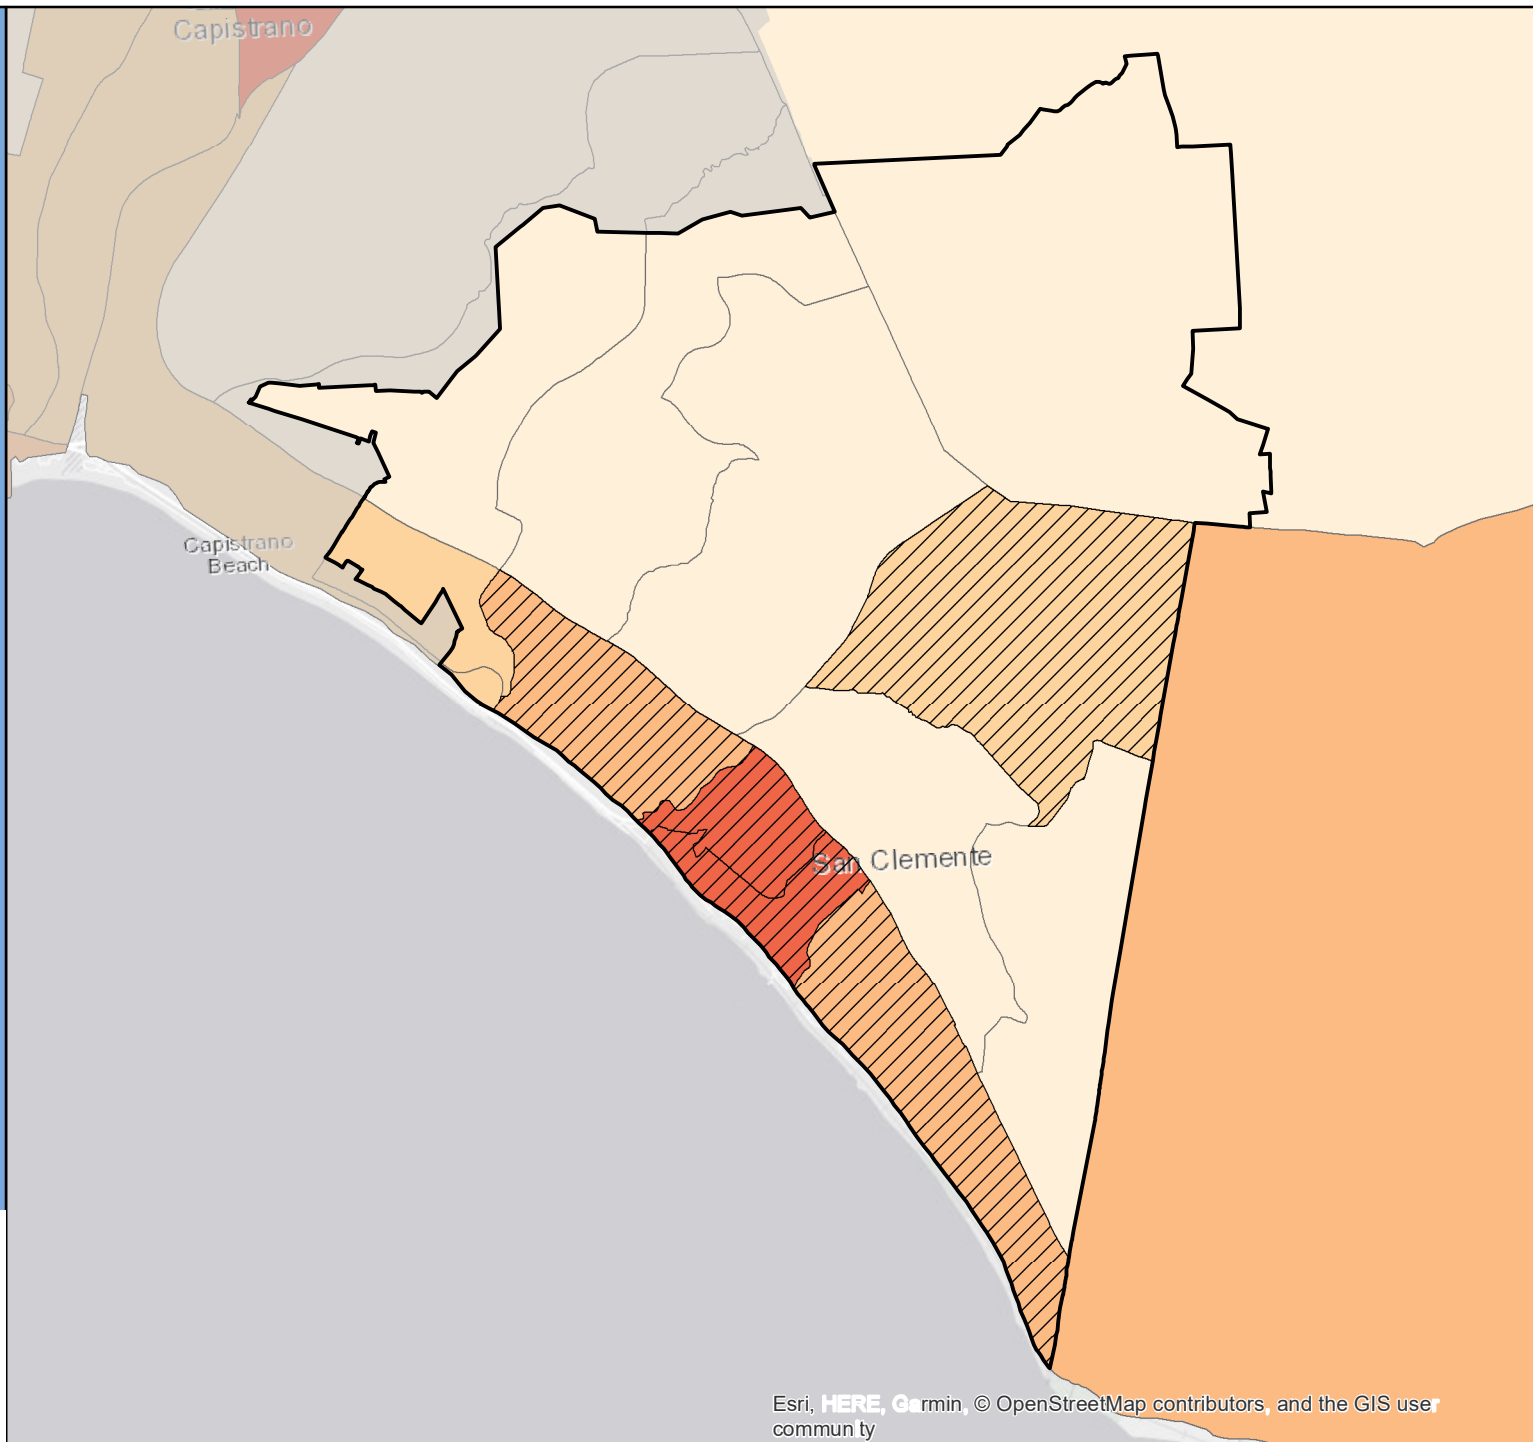 Capistrano
Capistrano
Beach
San Clemente
Esri, HERE, Garmin, © OpenStreetMap contributors, and the GIS user
community